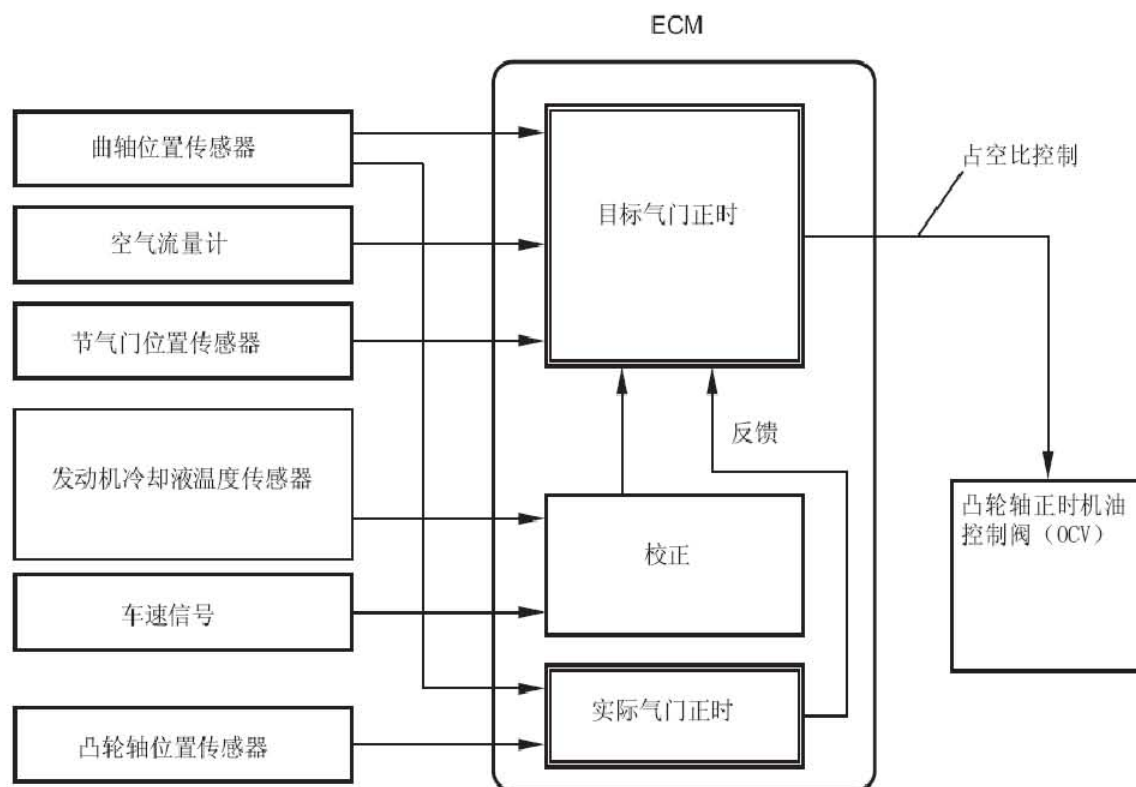 ECM
曲轴位置传感器
空气流量计
节气门位置传感器
发动机冷却液温度传感器
车速信号
凸轮轴位置传感器
目标气门正时
反馈
校正
实际气门正时
占空比控制
凸轮轴正时机油
控制阀（OCV）